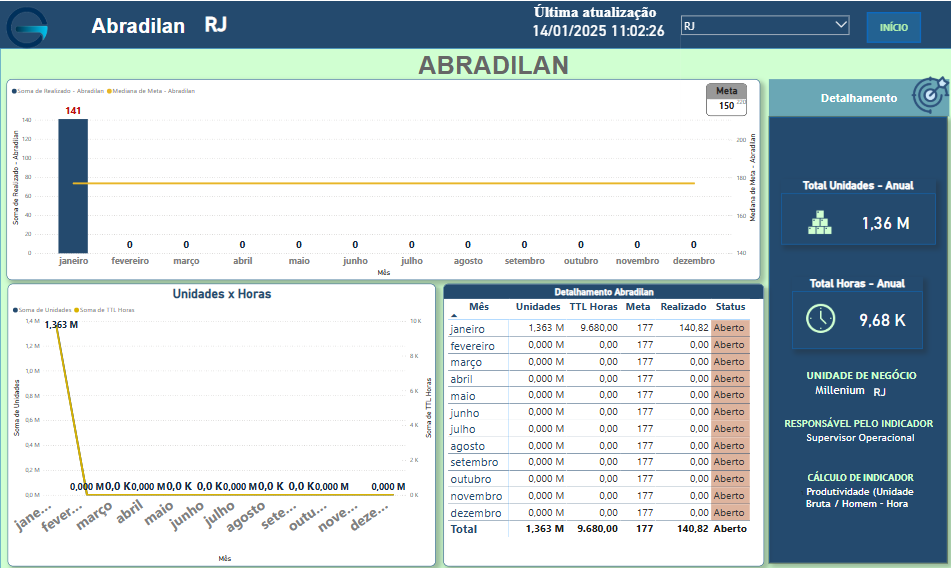 Abradilan RJ
Última atualização
14/01/2025 11:02:26
RJ
INÍCIO
ABRADILAN
Soma de Realizado - Abradilan Mediana de Meta - Abradilan
Meta
150
Soma de Realizado - Abradilan
140
120
100
80
60
40
20
0
141
0 0 0 0 0 0 0 0 0 0 0
220
200
180
160
140
Mediana de Meta - Abradilan
janeiro fevereiro março abril maio junho julho agosto setembro outubro novembro dezembro
Mês
Unidades x Horas
Soma de Unidades Soma de TTL Horas
Soma de Unidades
1,4 M
1,2 M
1,0 M
0,8 M
0,6 M
0,4 M
0,2 M
0,0 M
1,363 M
0,000 M 0,0 K 0,000 M 0,0 K 0,0 K 0,000 M 0,0 K 0,0 K 0,000 M 0,000 M
10 K
8 K
6 K
4 K
2 K
0 K
Soma de TTL Horas
jane... fever... março abril maio junho julho agosto sete... outu... nove... deze...
Mês
Detalhamento Abradilan
Mês Unidades TTL Horas Meta Realizado Status
janeiro 1,363 M 9.680,00 177 140,82 Aberto
fevereiro 0,000 M 0,00 177 0,00 Aberto
março 0,000 M 0,00 177 0,00 Aberto
abril 0,000 M 0,00 177 0,00 Aberto
maio 0,000 M 0,00 177 0,00 Aberto
junho 0,000 M 0,00 177 0,00 Aberto
julho 0,000 M 0,00 177 0,00 Aberto
agosto 0,000 M 0,00 177 0,00 Aberto
setembro 0,000 M 0,00 177 0,00 Aberto
outubro 0,000 M 0,00 177 0,00 Aberto
novembro 0,000 M 0,00 177 0,00 Aberto
dezembro 0,000 M 0,00 177 0,00 Aberto
Total 1,363 M 9.680,00 177 140,82 Aberto
Detalhamento
Total Unidades - Anual
1,36 M
Total Horas - Anual
9,68 K
UNIDADE DE NEGÓCIO
Millenium RJ
RESPONSÁVEL PELO INDICADOR
Supervisor Operacional
CÁLCULO DE INDICADOR
Produtividade (Unidade
Bruta / Homem - Hora